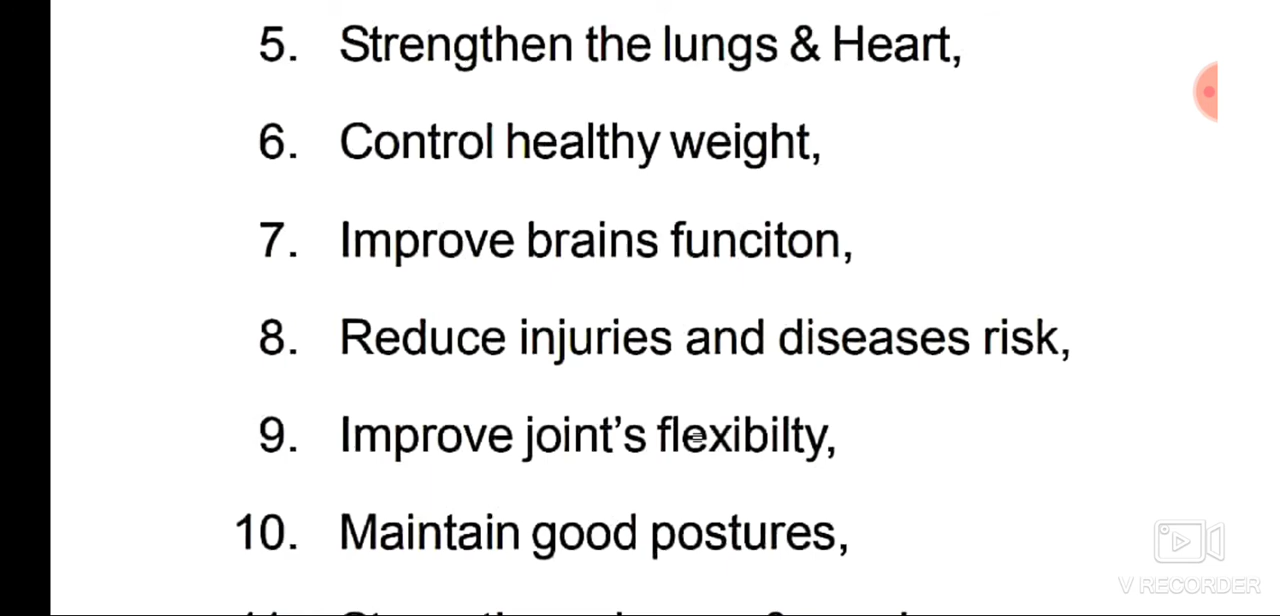 5. Strengthen the lungs & Heart,
6. Control healthy weight,
7. Improve brains funciton,
8. Reduce injuries and diseases risk,
9. Improve joint's flexibilty,
10. Maintain good postures,
V RECORDER